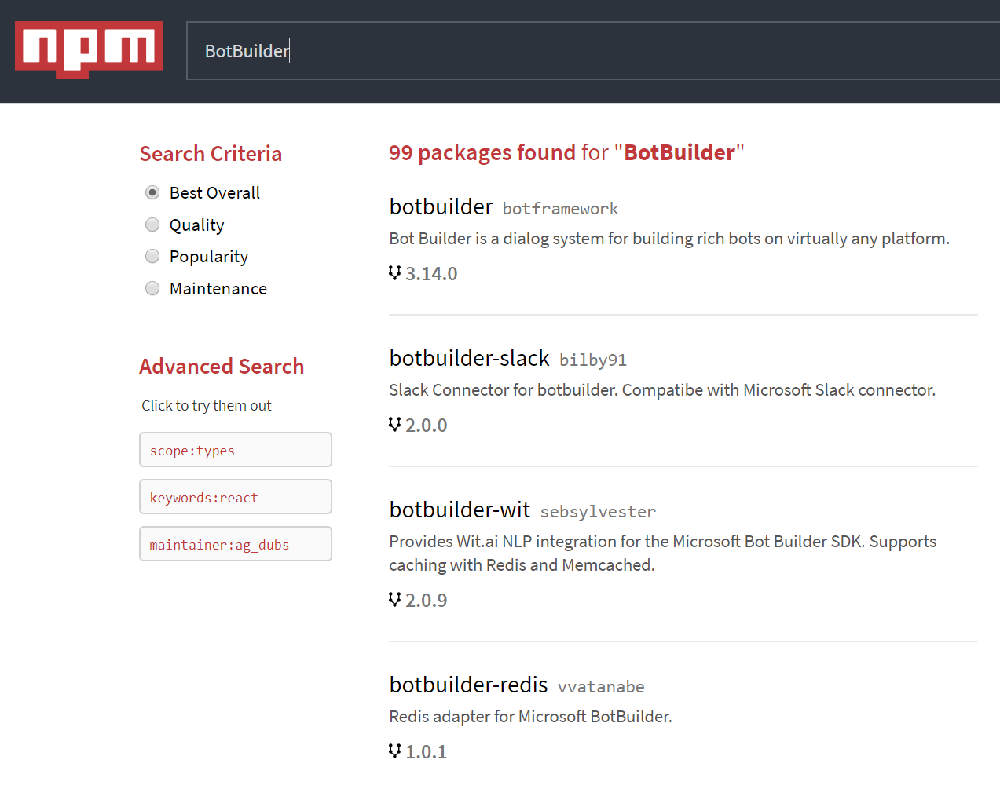 npm
BotBuilder
Search Criteria
Best Overall
Quality
Popularity
Maintenance
Advanced Search
Click to try them out
scope:types
keywords:react
maintainer:ag_dubs
99 packages found for "BotBuilder"
botbuilder botframework
Bot Builder is a dialog system for building rich bots on virtually any platform.
3.14.0
botbuilder-slack bilby91
Slack Connector for botbuilder. Compatibe with Microsoft Slack connector.
2.0.0
botbuilder-wit sebsylvester
Provides Wit.ai NLP integration for the Microsoft Bot Builder SDK. Supports
caching with Redis and Memcached.
2.0.9
botbuilder-redis vvatanabe
Redis adapter for Microsoft BotBuilder.
1.0.1